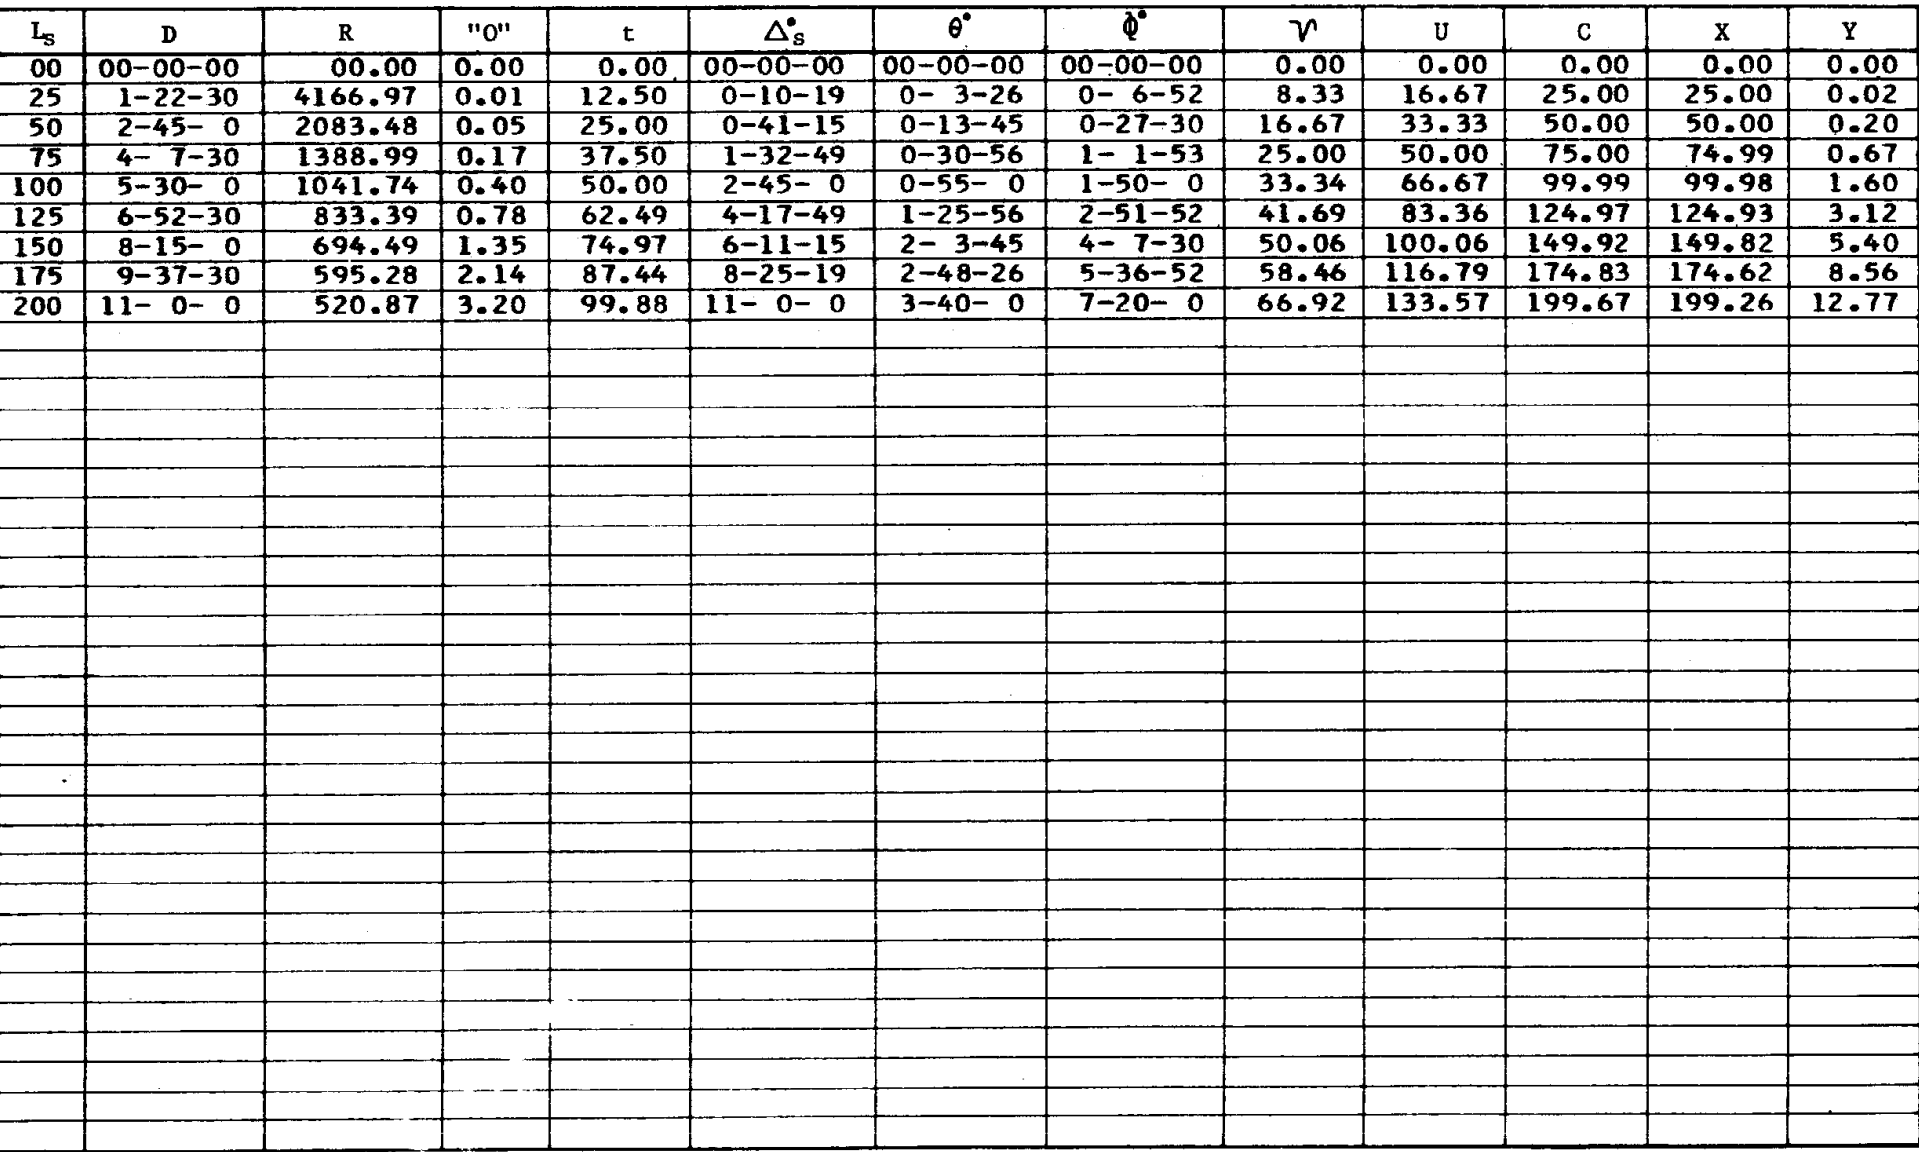 Ls D R "O" t Δ°s θ° Φ° V U C X Y
00 00-00-00 00.00 0.00 0.00 00-00-00 00-00-00 00-00-00 0.00 0.00 0.00 0.00 0.00
25 1-22-30 4166.97 0.01 12.50 0-10-19 0- 3-26 0- 6-52 8.33 16.67 25.00 25.00 0.02
50 2-45- 0 2083.48 0.05 25.00 0-41-15 0-13-45 0-27-30 16.67 33.33 50.00 50.00 0.20
75 4- 7-30 1388.99 0.17 37.50 1-32-49 0-30-56 1- 1-53 25.00 50.00 75.00 74.99 0.67
100 5-30- 0 1041.74 0.40 50.00 2-45- 0 0-55- 0 1-50- 0 33.34 66.67 99.99 99.98 1.60
125 6-52-30 833.39 0.78 62.49 4-17-49 1-25-56 2-51-52 41.69 83.36 124.97 124.93 3.12
150 8-15- 0 694.49 1.35 74.97 6-11-15 2- 3-45 4- 7-30 50.06 100.06 149.92 149.82 5.40
175 9-37-30 595.28 2.14 87.44 8-25-19 2-48-26 5-36-52 58.46 116.79 174.83 174.62 8.56
200 11- 0- 0 520.87 3.20 99.88 11- 0- 0 3-40- 0 7-20- 0 66.92 133.57 199.67 199.26 12.77